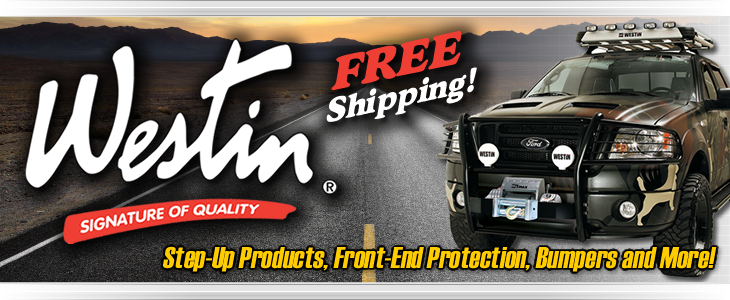 Westin®
SIGNATURE OF QUALITY
FREE
Shipping!
WESTIN
Ford
WESTIN
WESTIN
Step-Up Products, Front-End Protection, Bumpers and More!